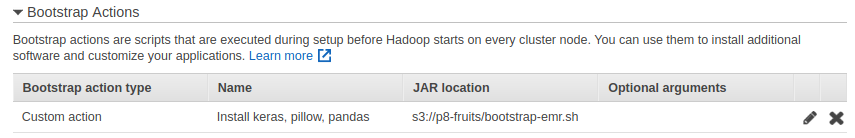 Bootstrap Actions
Bootstrap actions are scripts that are executed during setup before Hadoop starts on every cluster node. You can use them to install additional
software and customize your applications. Learn more
Bootstrap action type Name JAR location Optional arguments
Custom action Install keras, pillow, pandas s3://p8-fruits/bootstrap-emr.sh